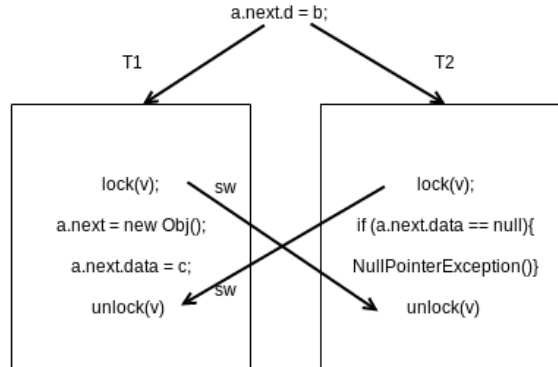 a.next.d = b;
T1
T2
lock(v);
a.next = new Obj();
a.next.data = c;
unlock(v)
sw
sw
lock(v);
if (a.next.data == null){
NullPointerException()}
unlock(v)